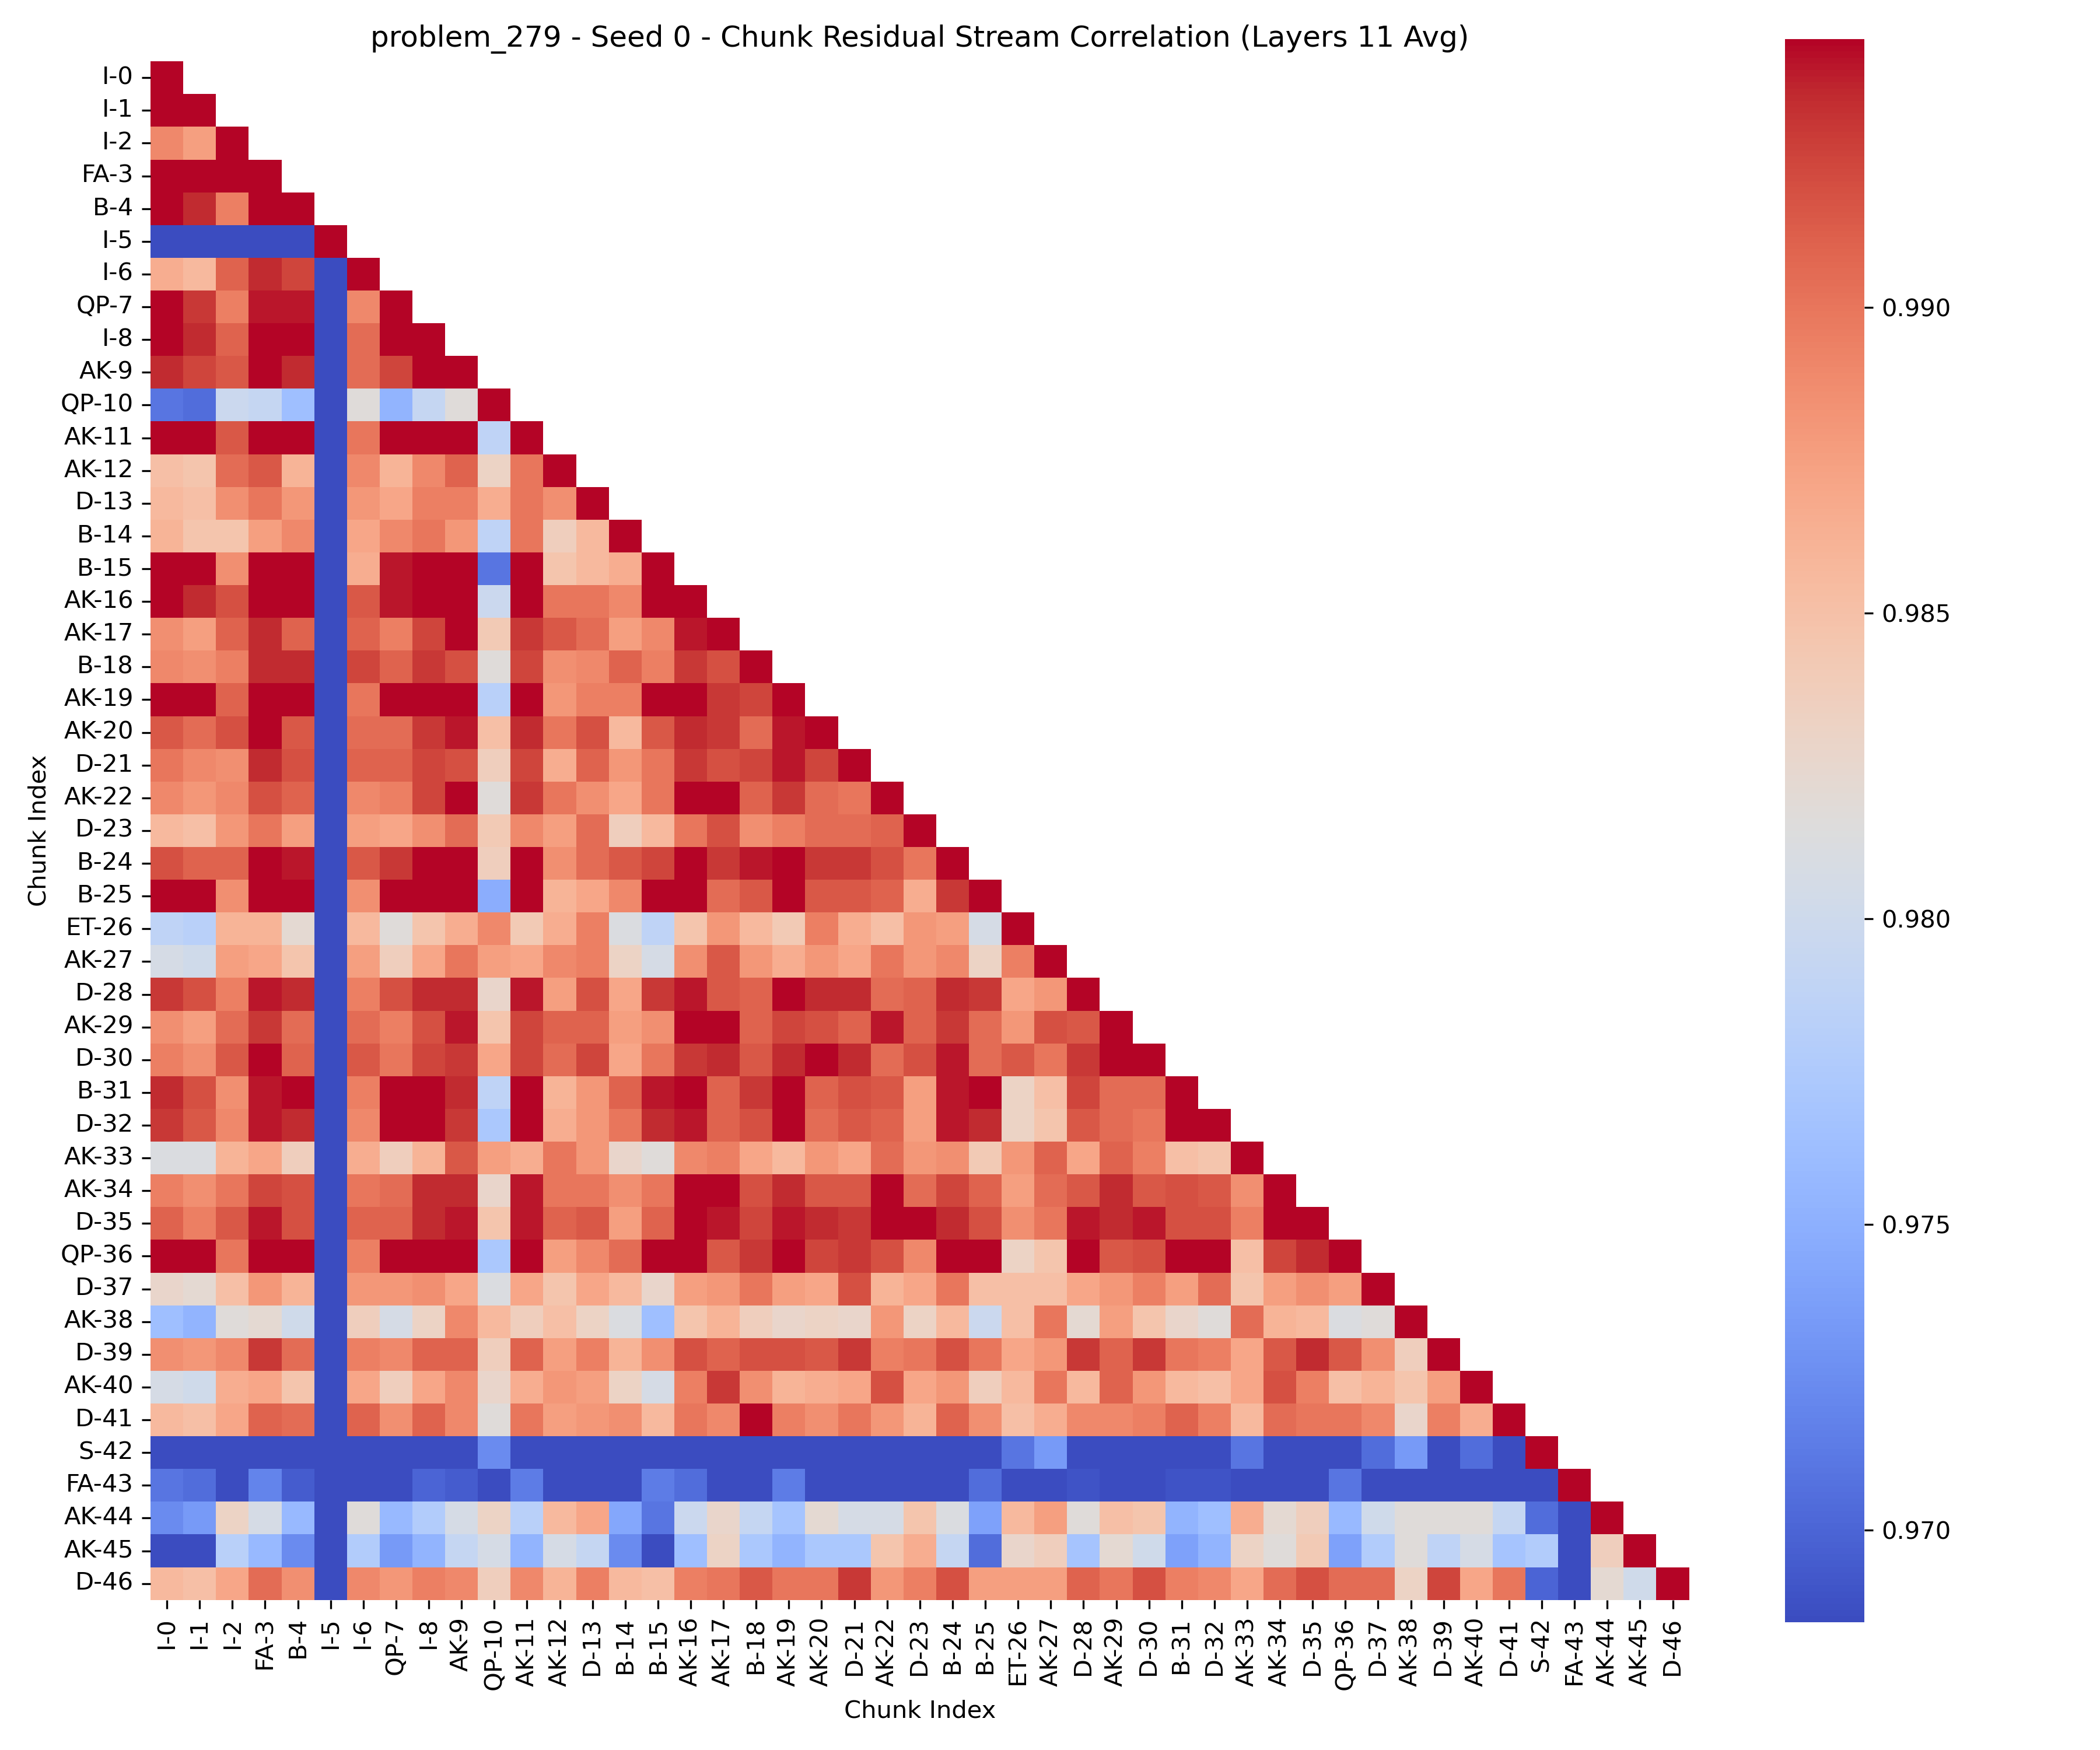 problem_279 - Seed 0 - Chunk Residual Stream Correlation (Layers 11 Avg)
I-0
I-1
I-2
FA-3
B-4
I-5
I-6
QP-7
I-8
AK-9
QP-10
AK-11
AK-12
D-13
B-14
B-15
AK-16
AK-17
B-18
AK-19
AK-20
D-21
AK-22
D-23
B-24
B-25
ET-26
AK-27
D-28
AK-29
D-30
B-31
D-32
AK-33
AK-34
D-35
QP-36
D-37
AK-38
D-39
AK-40
D-41
S-42
FA-43
AK-44
AK-45
D-46
Chunk Index
I-0 I-1 I-2 FA-3 B-4 I-5 I-6 QP-7 I-8 AK-9 QP-10 AK-11 AK-12 D-13 B-14 B-15 AK-16 AK-17 B-18 AK-19 AK-20 D-21 AK-22 D-23 B-24 B-25 ET-26 AK-27 D-28 AK-29 D-30 B-31 D-32 AK-33 AK-34 D-35 QP-36 D-37 AK-38 D-39 AK-40 D-41 S-42 FA-43 AK-44 AK-45 D-46
Chunk Index
0.990
0.985
0.980
0.975
0.970